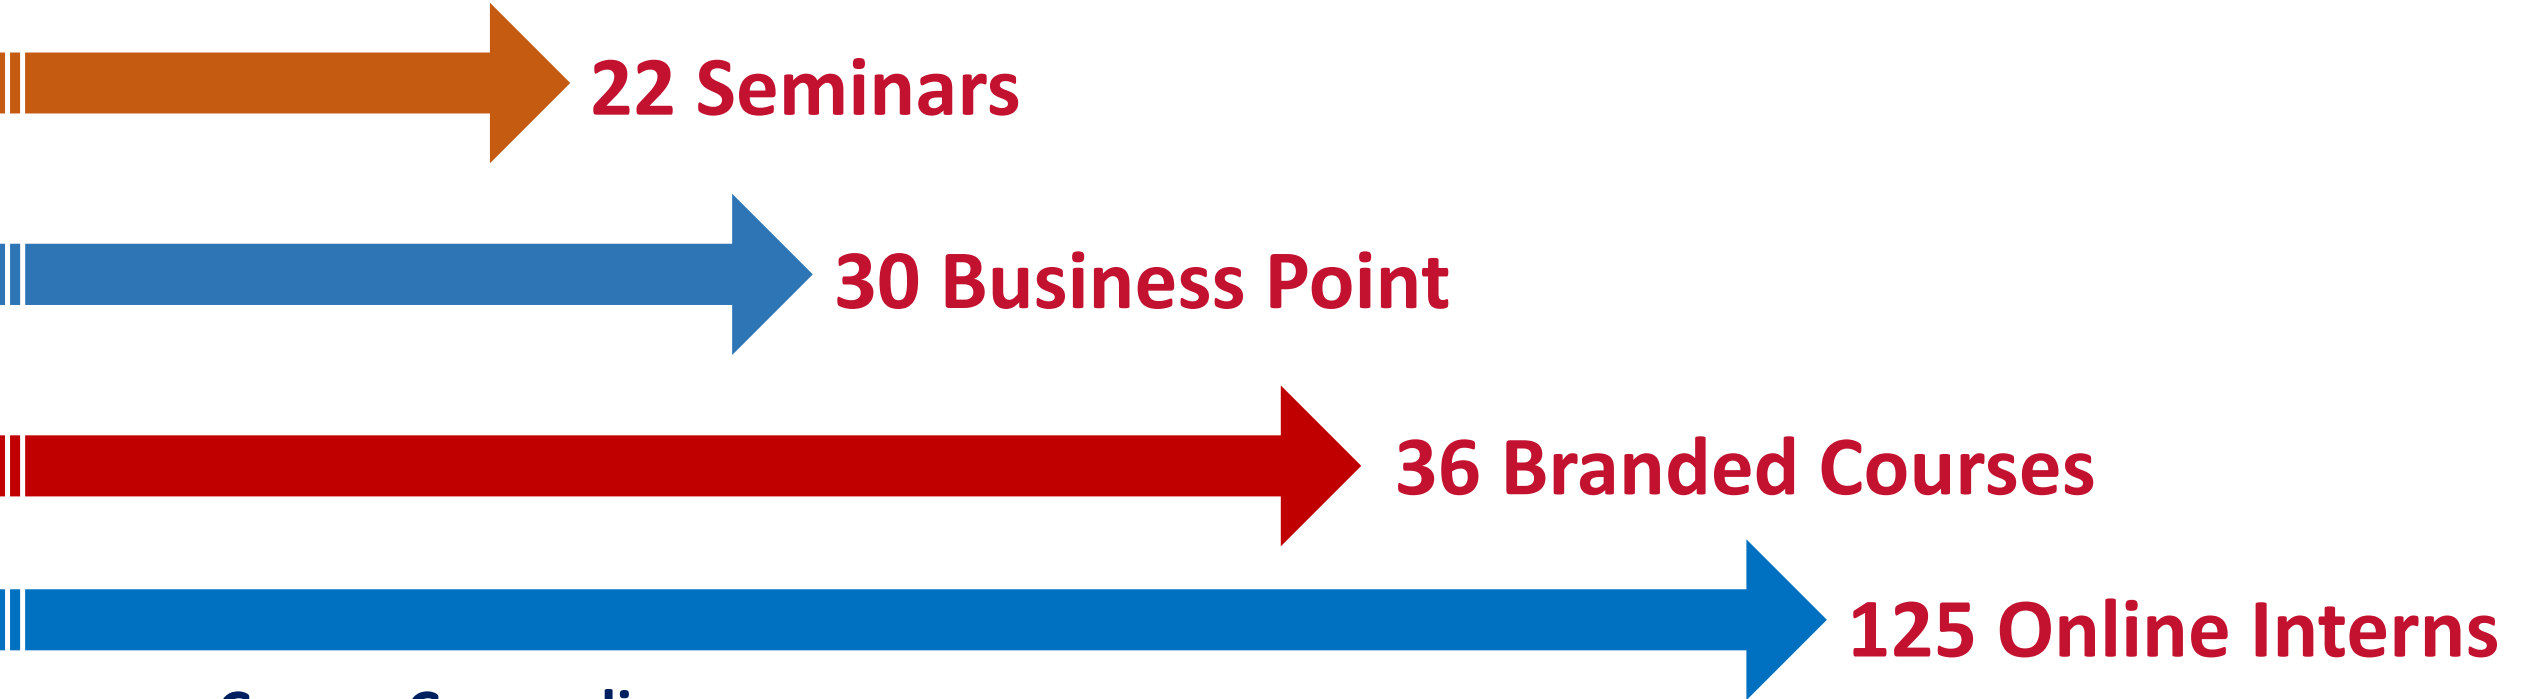 22 Seminars
30 Business Point
36 Branded Courses
125 Online Interns